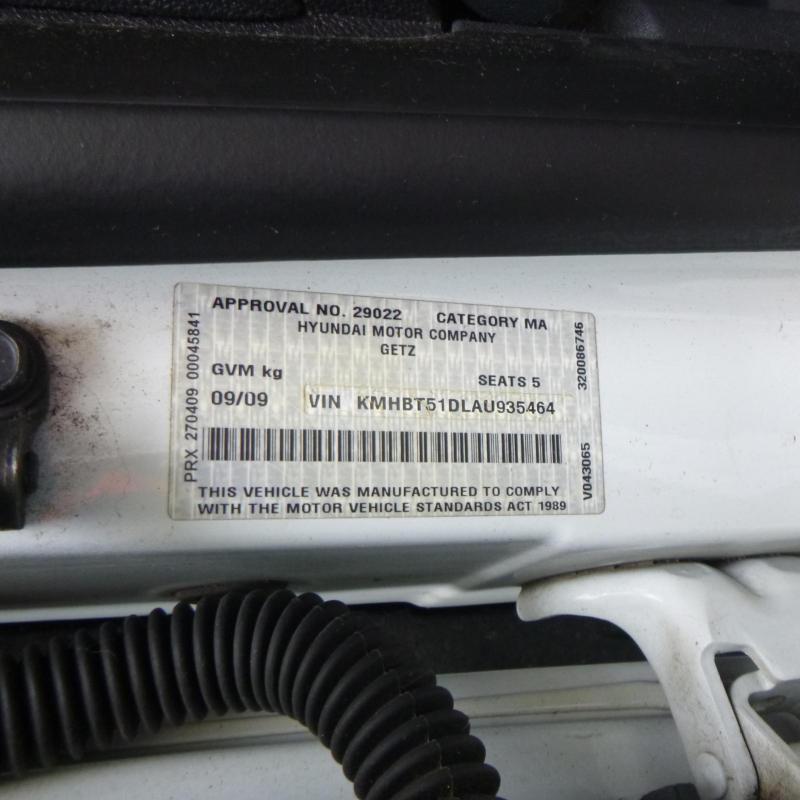 APPROVAL NO. 29022 CATEGORY MA
HYUNDAI MOTOR COMPANY
GETZ
GVM kg SEATS 5
09/09 VIN KMHBT51DLAU935464
THIS VEHICLE WAS MANUFACTURED TO COMPLY
WITH THE MOTOR VEHICLE STANDARDS ACT 1989
PRX 270409 00045841
320086746
V043065